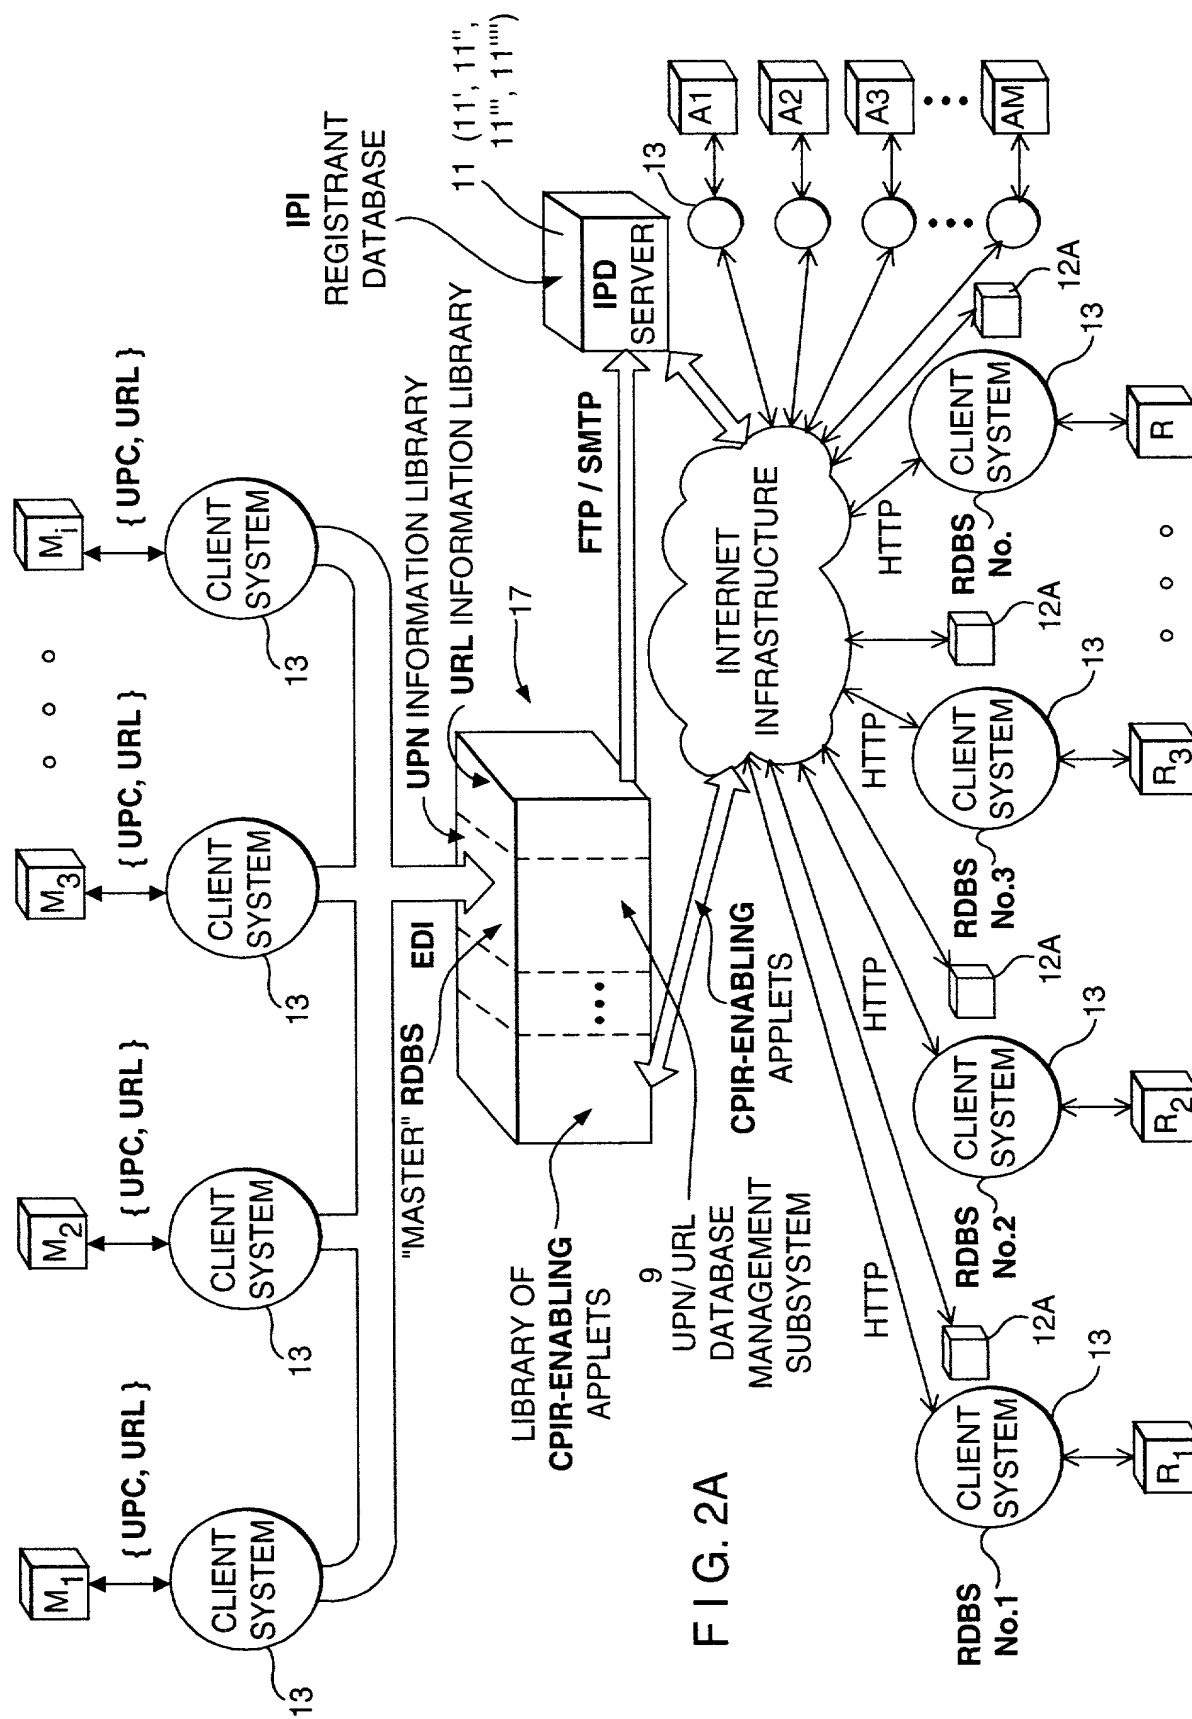 M1
M2
M3
Mi
{ UPC, URL }
{ UPC, URL }
{ UPC, URL }
{ UPC, URL }
CLIENT
SYSTEM
13
CLIENT
SYSTEM
13
CLIENT
SYSTEM
13
CLIENT
SYSTEM
13
"MASTER" RDBS
EDI
UPN INFORMATION LIBRARY
URL INFORMATION LIBRARY
IPI
REGISTRANT
DATABASE
11 (11', 11'',
11''', 11'''')
17
FTP / SMTP
IPD
SERVER
LIBRARY OF
CPIR-ENABLING
APPLETS
9
UPN/ URL
DATABASE
MANAGEMENT
SUBSYSTEM
CPIR-ENABLING
APPLETS
INTERNET
INFRASTRUCTURE
13
A1
A2
A3
AM
FIG. 2A
HTTP
HTTP
HTTP
HTTP
12A
12A
12A
12A
CLIENT
SYSTEM
13
CLIENT
SYSTEM
13
CLIENT
SYSTEM
13
CLIENT
SYSTEM
13
RDBS
No.1
RDBS
No.2
RDBS
No.3
RDBS
No.
R1
R2
R3
R